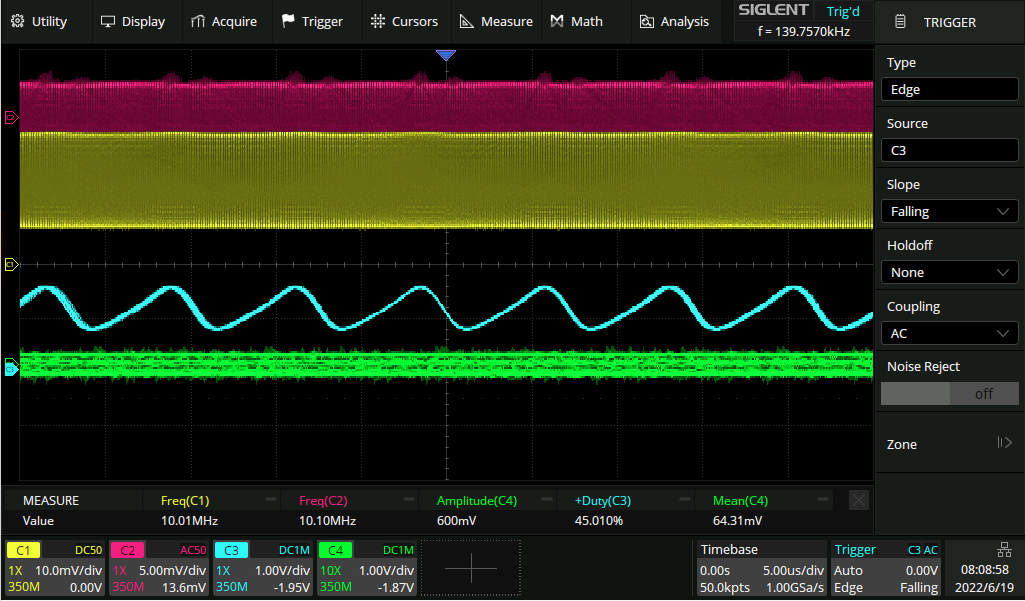 Utility Display Acquire Trigger Cursors Measure Math Analysis SIGLENT Trig'd TRIGGER
f = 139.7570kHz
Type
Edge
Source
C3
Slope
Falling
Holdoff
None
Coupling
AC
Noise Reject
off
Zone
C2
C1
C3
MEASURE Freq(C1) Freq(C2) Amplitude(C4) +Duty(C3) Mean(C4)
Value 10.01MHz 10.10MHz 600mV 45.010% 64.31mV
C1 DC50 C2 AC50 C3 DC1M C4 DC1M Timebase Trigger C3 AC
1X 10.0mV/div 1X 5.00mV/div 1X 1.00V/div 10X 1.00V/div 0.00s 5.00us/div Auto 0.00V 08:08:58
350M 0.00V 350M 13.6mV 350M -1.95V 350M -1.87V 50.0kpts 1.00GSa/s Edge Falling 2022/6/19